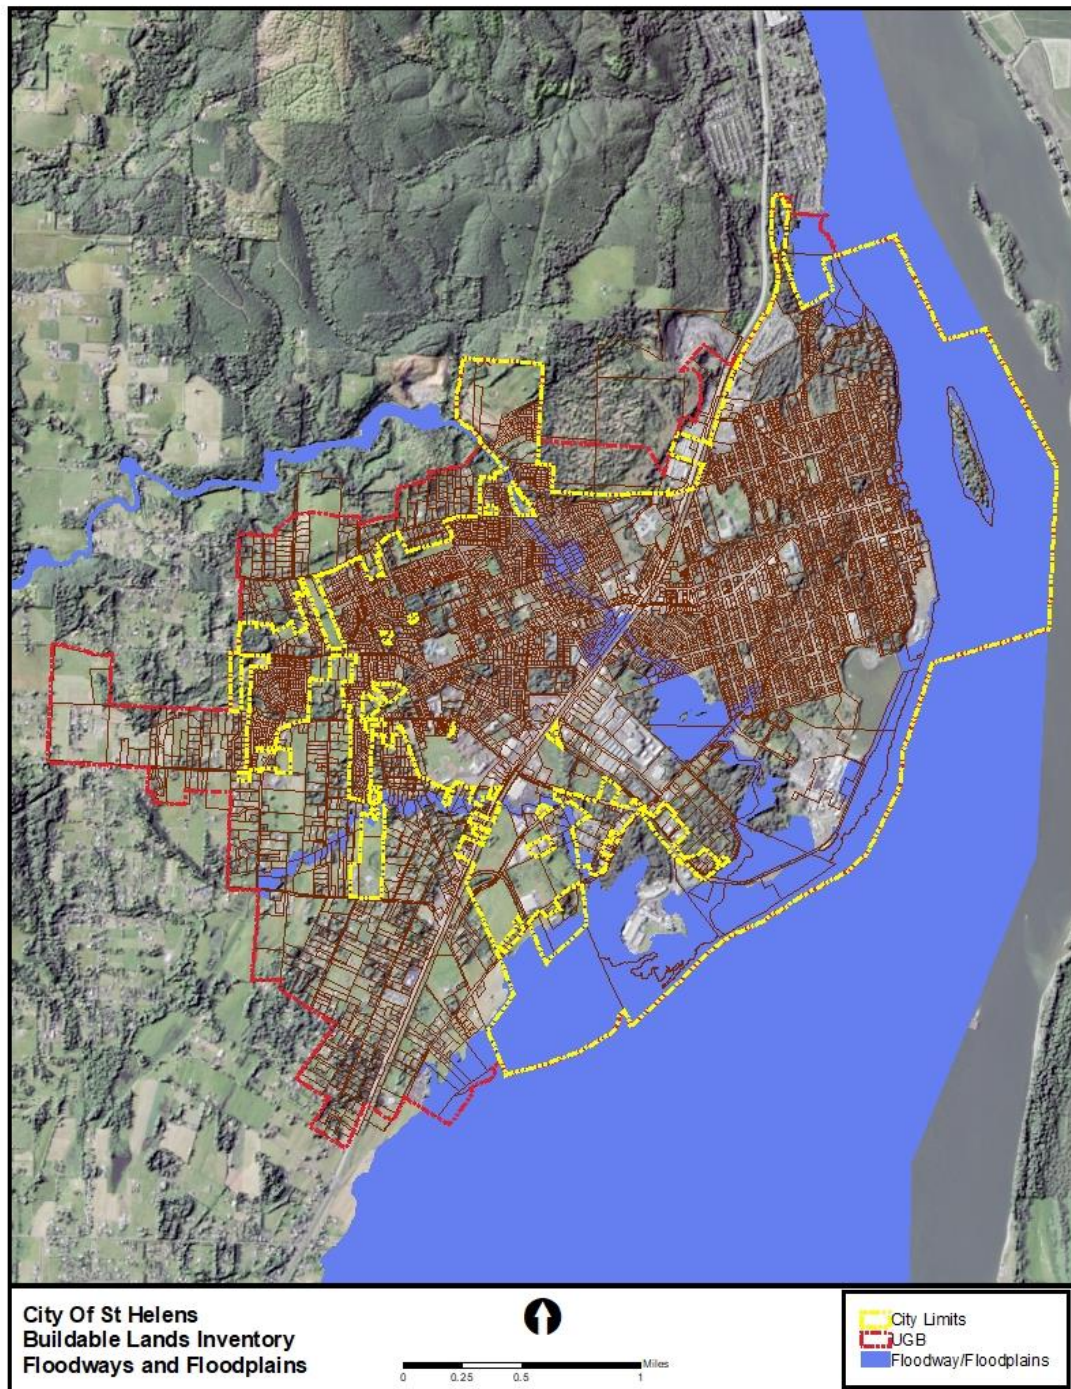 City Of St Helens
Buildable Lands Inventory
Floodways and Floodplains
Miles
0 0.25 0.5 1
City Limits
UGB
Floodway/Floodplains